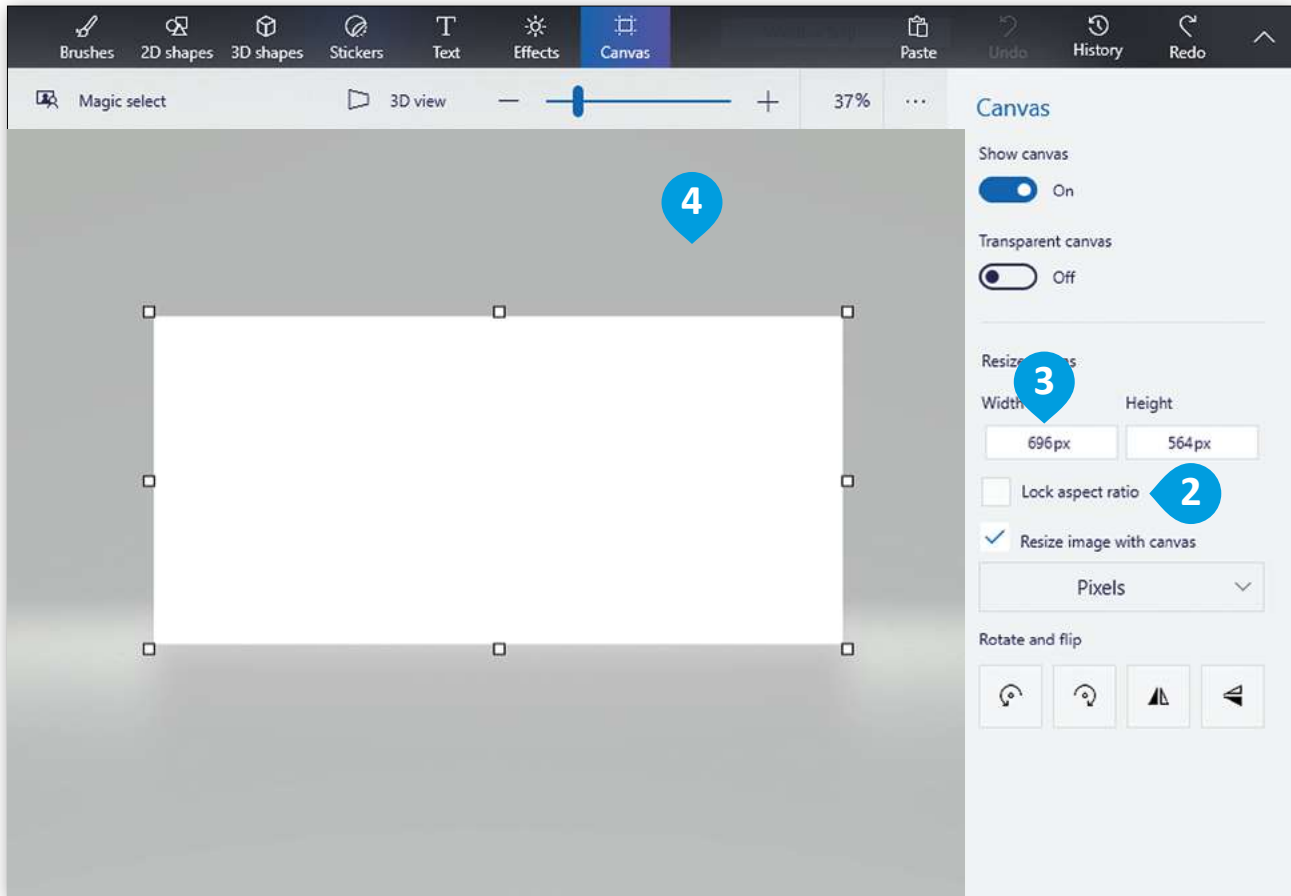 Brushes 2D shapes 3D shapes Stickers Text Effects Canvas Paste Undo History Redo
Magic select 3D view 37% ...
Canvas
Show canvas
On
Transparent canvas
Off
4
Resize
3
Width Height
696px 564px
Lock aspect ratio 2
Resize image with canvas
Pixels
Rotate and flip